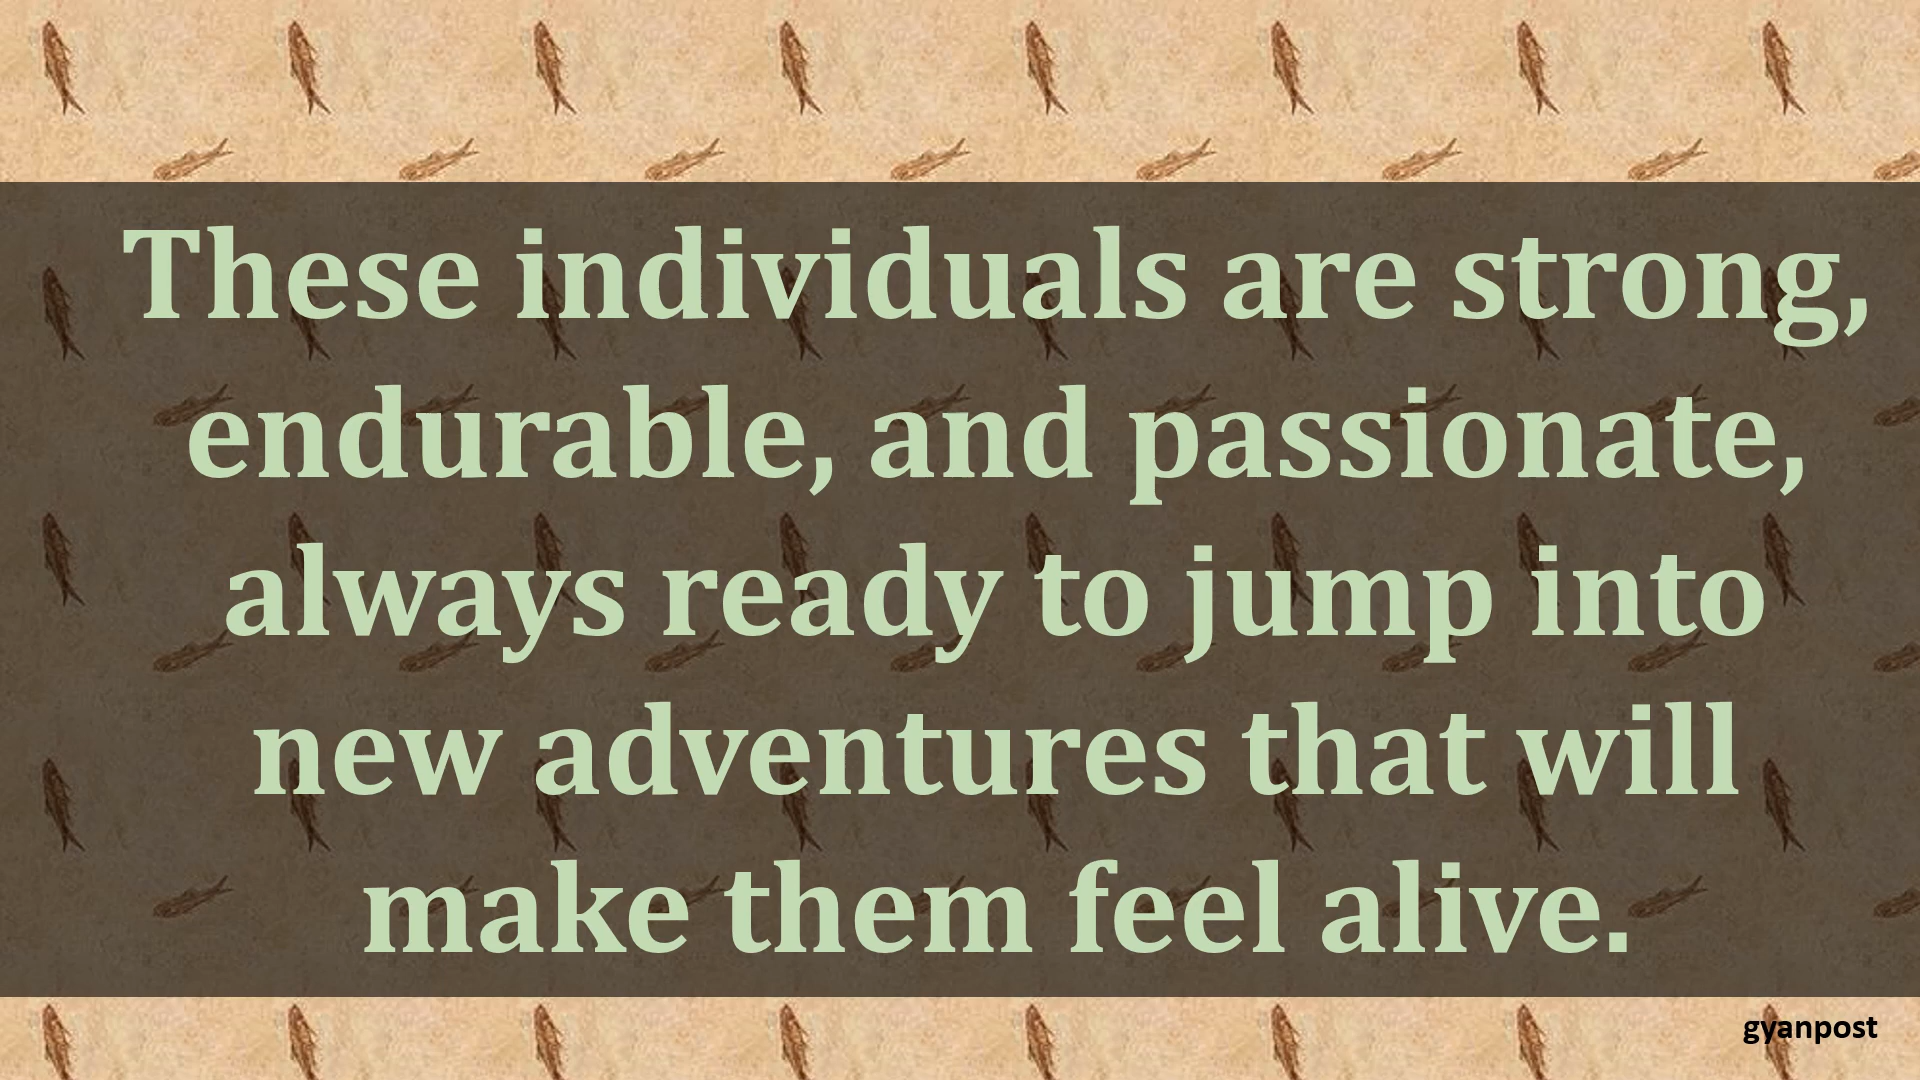 These individuals are strong,
endurable, and passionate,
always ready to jump into
new adventures that will
make them feel alive.
gyanpost